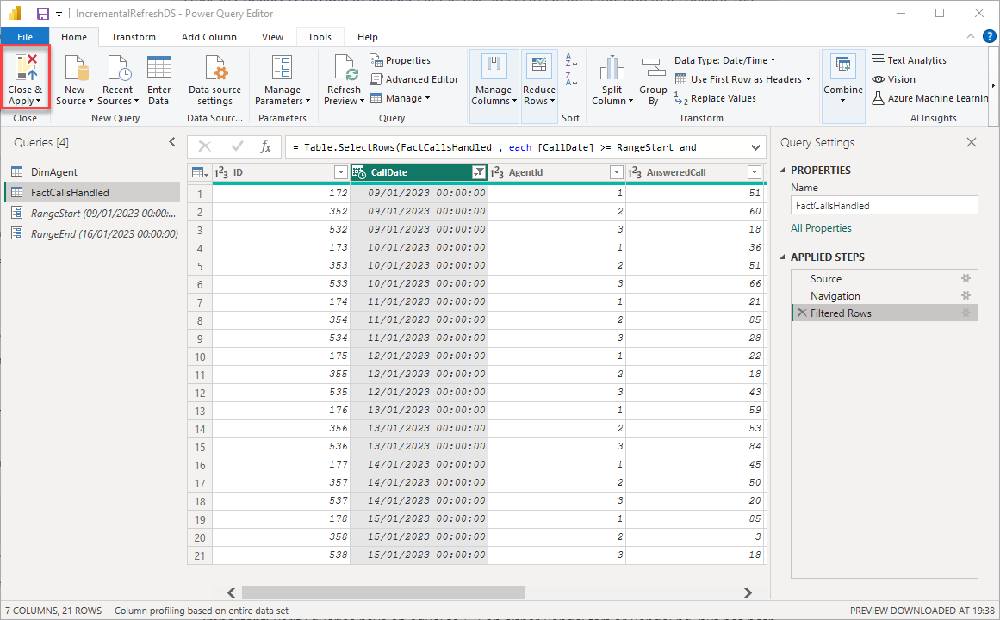 IncrementalRefreshDS - Power Query Editor
File Home Transform Add Column View Tools Help
Close & Apply
New Source
Recent Sources
Enter Data
Data source settings
Manage Parameters
Refresh Preview
Properties
Advanced Editor
Manage
Manage Columns
Reduce Rows
A Z
Z A
Split Column
Group By
Data Type: Date/Time
Use First Row as Headers
1 2 Replace Values
Combine
Text Analytics
Vision
Azure Machine Learnin
Close New Query Data Sourc... Parameters Query Sort Transform AI Insights
Queries [4]
DimAgent
FactCallsHandled
RangeStart (09/01/2023 00:00:...
RangeEnd (16/01/2023 00:00:00)
fx = Table.SelectRows(FactCallsHandled_, each [CallDate] >= RangeStart and
1²3 ID CallDate 1²3 AgentId 1²3 AnsweredCall
1 172 09/01/2023 00:00:00 1 51
2 352 09/01/2023 00:00:00 2 60
3 532 09/01/2023 00:00:00 3 18
4 173 10/01/2023 00:00:00 1 36
5 353 10/01/2023 00:00:00 2 51
6 533 10/01/2023 00:00:00 3 66
7 174 11/01/2023 00:00:00 1 21
8 354 11/01/2023 00:00:00 2 85
9 534 11/01/2023 00:00:00 3 28
10 175 12/01/2023 00:00:00 1 22
11 355 12/01/2023 00:00:00 2 18
12 535 12/01/2023 00:00:00 3 43
13 176 13/01/2023 00:00:00 1 59
14 356 13/01/2023 00:00:00 2 53
15 536 13/01/2023 00:00:00 3 84
16 177 14/01/2023 00:00:00 1 45
17 357 14/01/2023 00:00:00 2 50
18 537 14/01/2023 00:00:00 3 20
19 178 15/01/2023 00:00:00 1 85
20 358 15/01/2023 00:00:00 2 3
21 538 15/01/2023 00:00:00 3 18
Query Settings
PROPERTIES
Name
FactCallsHandled
All Properties
APPLIED STEPS
Source
Navigation
Filtered Rows
7 COLUMNS, 21 ROWS Column profiling based on entire data set PREVIEW DOWNLOADED AT 19:38